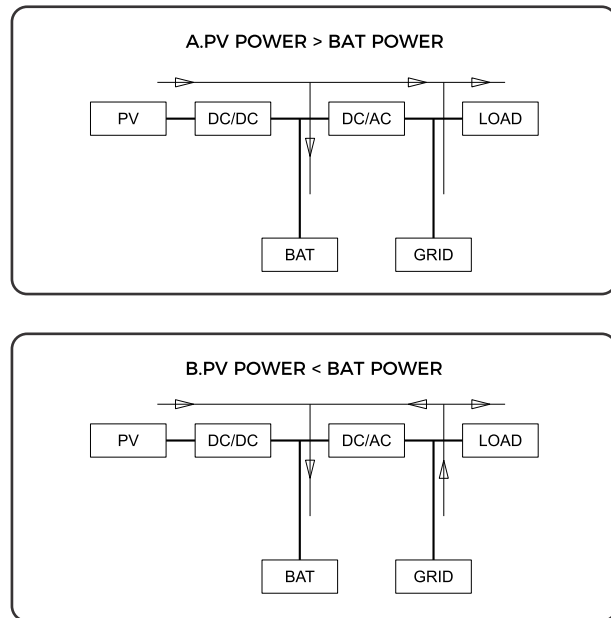 A.PV POWER > BAT POWER
PV DC/DC DC/AC LOAD
BAT GRID
B.PV POWER < BAT POWER
PV DC/DC DC/AC LOAD
BAT GRID